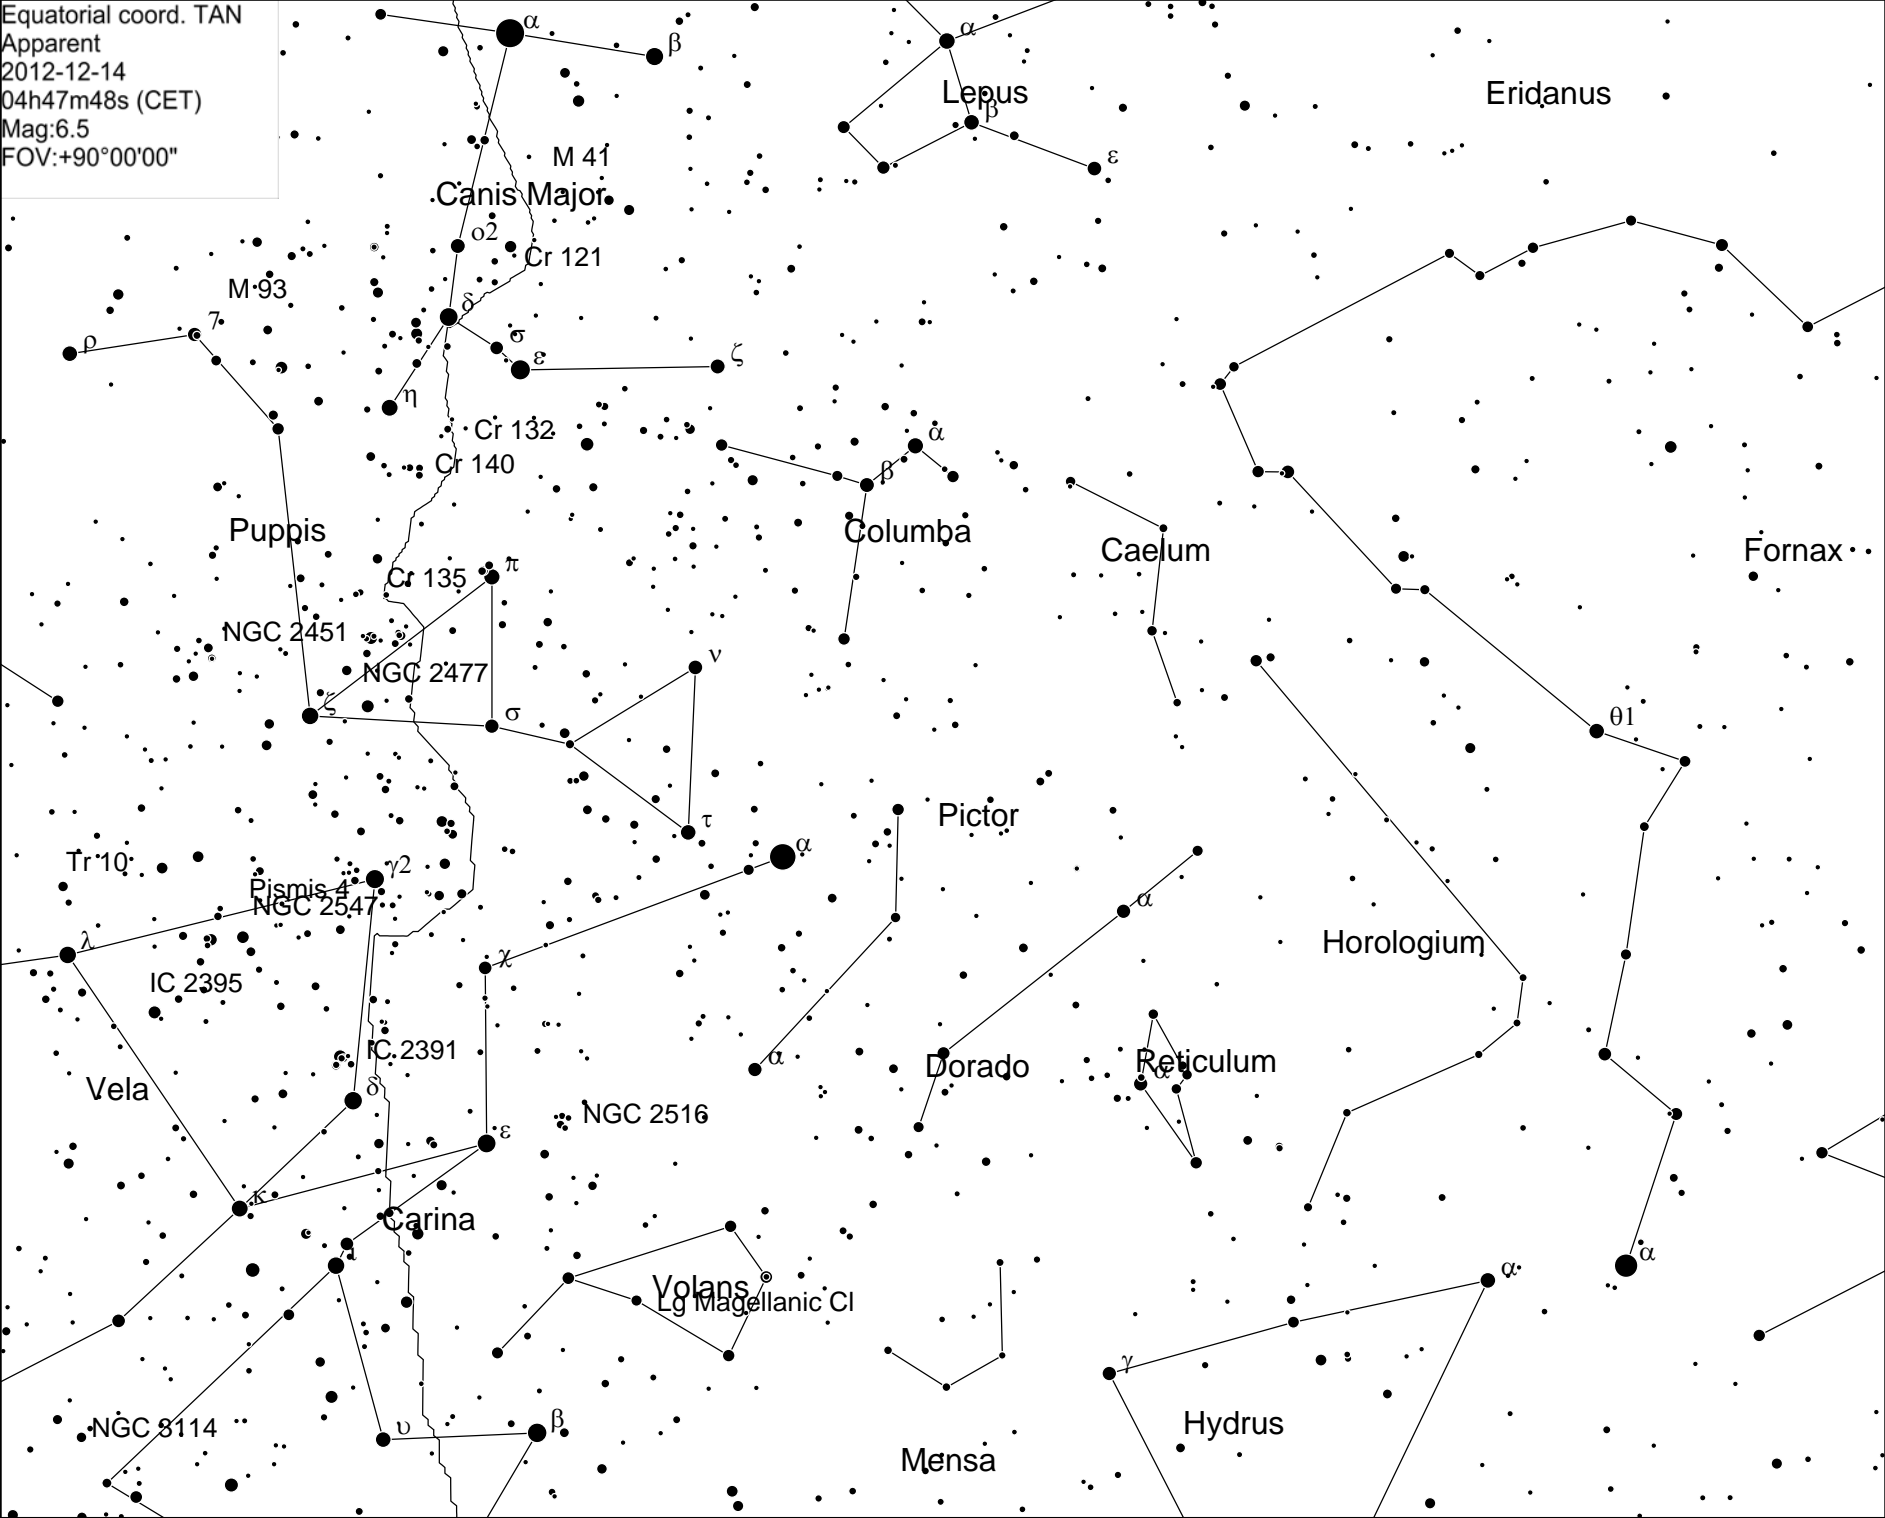 Equatorial coord. TAN
Apparent
2012-12-14
04h47m48s (CET)
Mag:6.5
FOV:+90°00'00"
α
β
α
Lepus
β
ε
Eridanus
M 41
Canis Major
ο2
Cr 121
M 93
δ
7
ρ
σ
ε
ζ
η
Cr 132
α
Cr 140
β
Puppis
Columba
Caelum
Fornax
Cr 135
π
NGC 2451
NGC 2477
ν
ζ
σ
θ1
Pictor
τ
α
Tr 10
γ2
Pismis 4
NGC 2547
α
λ
Horologium
χ
IC 2395
IC 2391
α
Dorado
Reticulum
α
Vela
δ
NGC 2516
ε
κ
Carina
ι
α
α
Volans
Lg Magellanic Cl
γ
NGC 3114
υ
β
Hydrus
Mensa